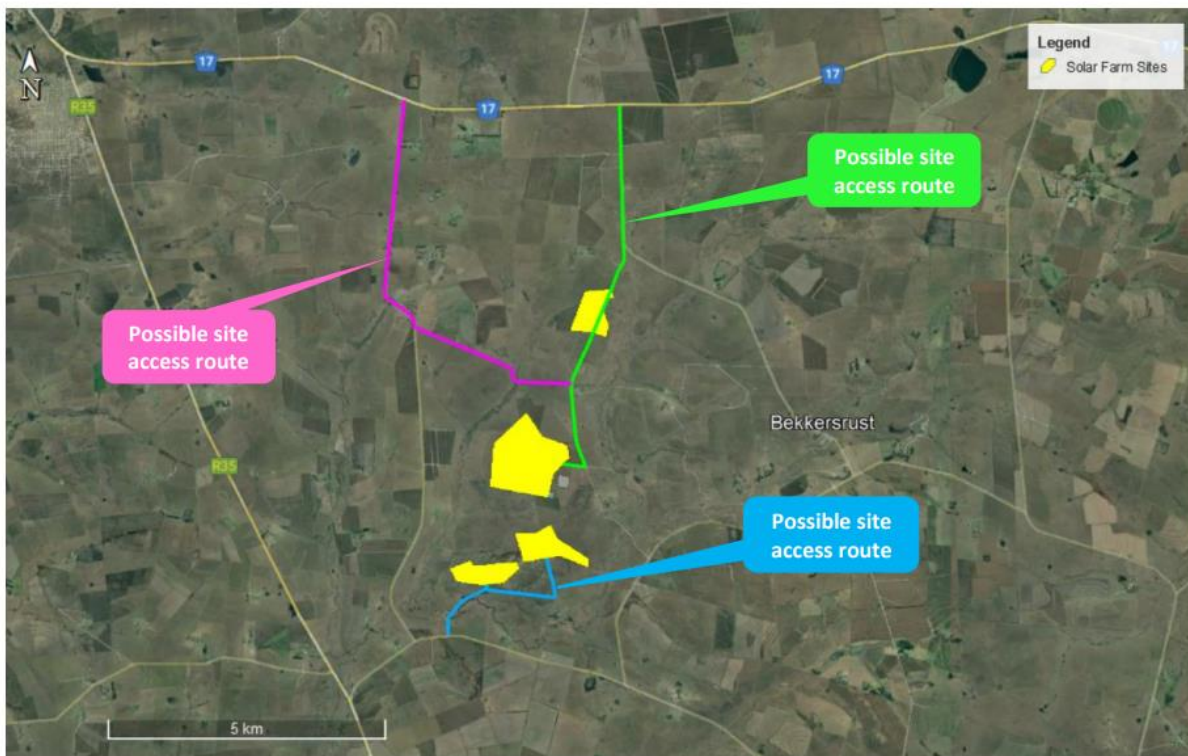 N
17
17
17
17
R35
R35
Legend
Solar Farm Sites
Possible site
access route
Possible site
access route
Bekkersrust
Possible site
access route
5 km